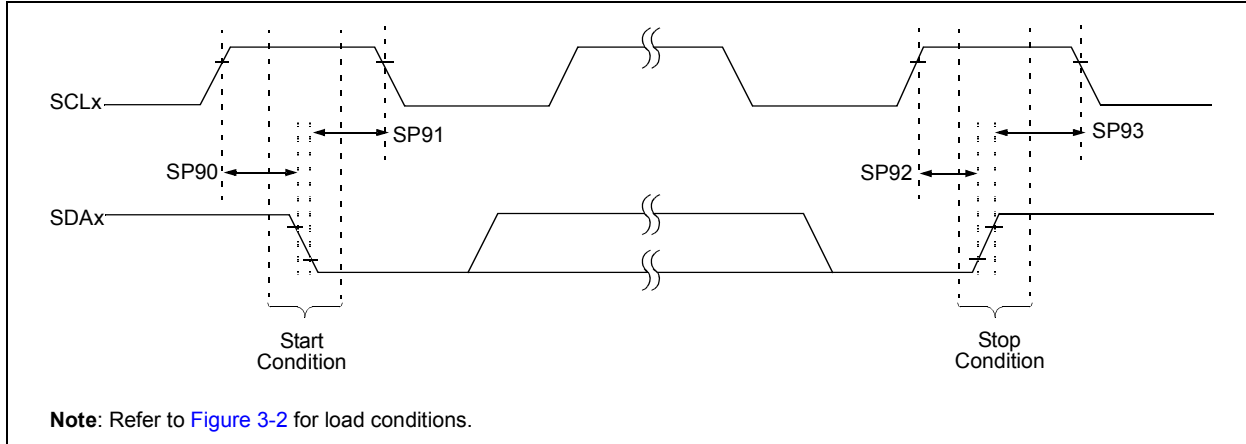 SCLx
SP91
SP93
SP90
SP92
SDAx
Start
Condition
Stop
Condition
Note: Refer to Figure 3-2 for load conditions.